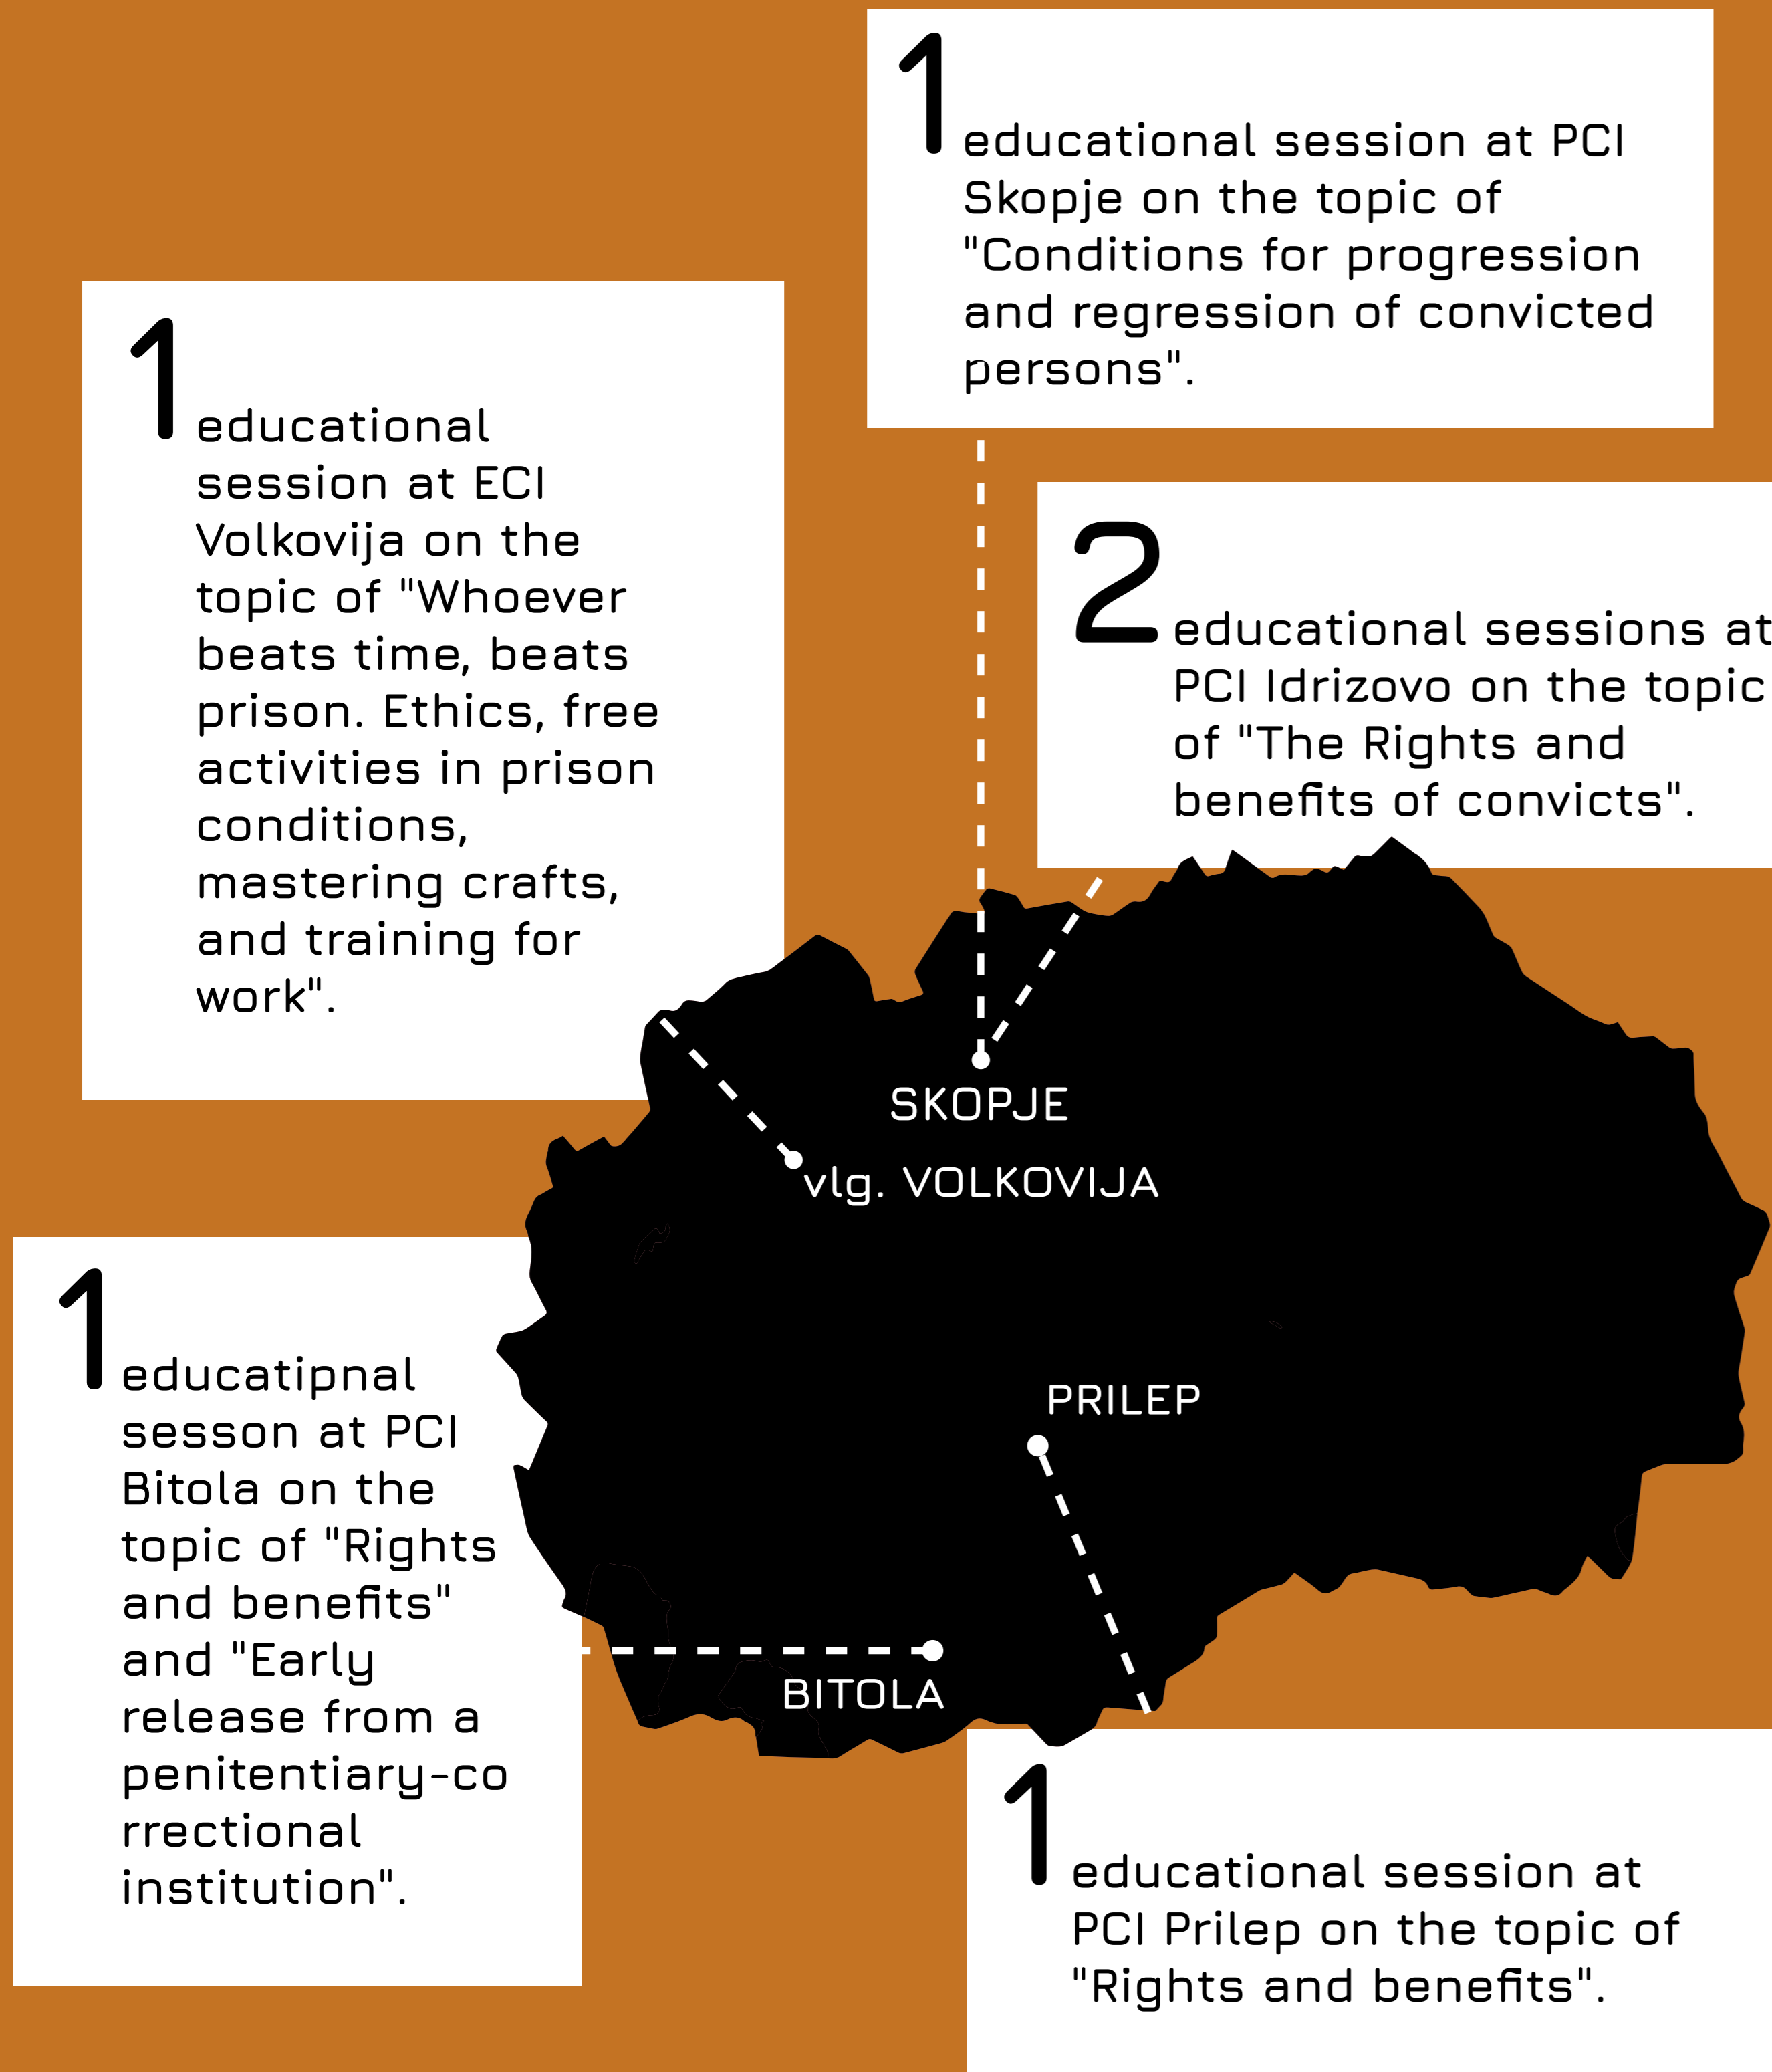 1 educational session at PCI
Skopje on the topic of
"Conditions for progression
and regression of convicted
persons".
1 educational
session at ECI
Volkovija on the
topic of "Whoever
beats time, beats
prison. Ethics, free
activities in prison
conditions,
mastering crafts,
and training for
work".
2 educational sessions at
PCI Idrizovo on the topic
of "The Rights and
benefits of convicts".
SKOPJE
vlg. VOLKOVIJA
1 educatipnal
sesson at PCI
Bitola on the
topic of "Rights
and benefits"
and "Early
release from a
penitentiary-co
rrectional
institution".
PRILEP
BITOLA
1 educational session at
PCI Prilep on the topic of
"Rights and benefits".